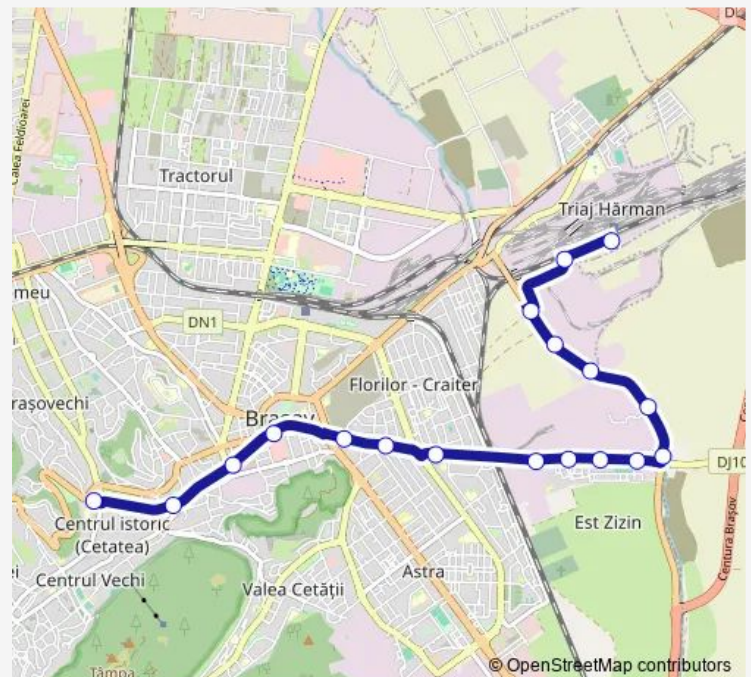 Calea Feldioarei
Tractorul
Triaj Hărman
meu
DN1
Florilor - Craiter
rașovechi
Brașov
DJ10
Centrul istoric
(Cetatea)
Est Zizin
Centura Brașov
Centrul Vechi
Valea Cetății
Astra
Tâmpa
© OpenStreetMap contributors